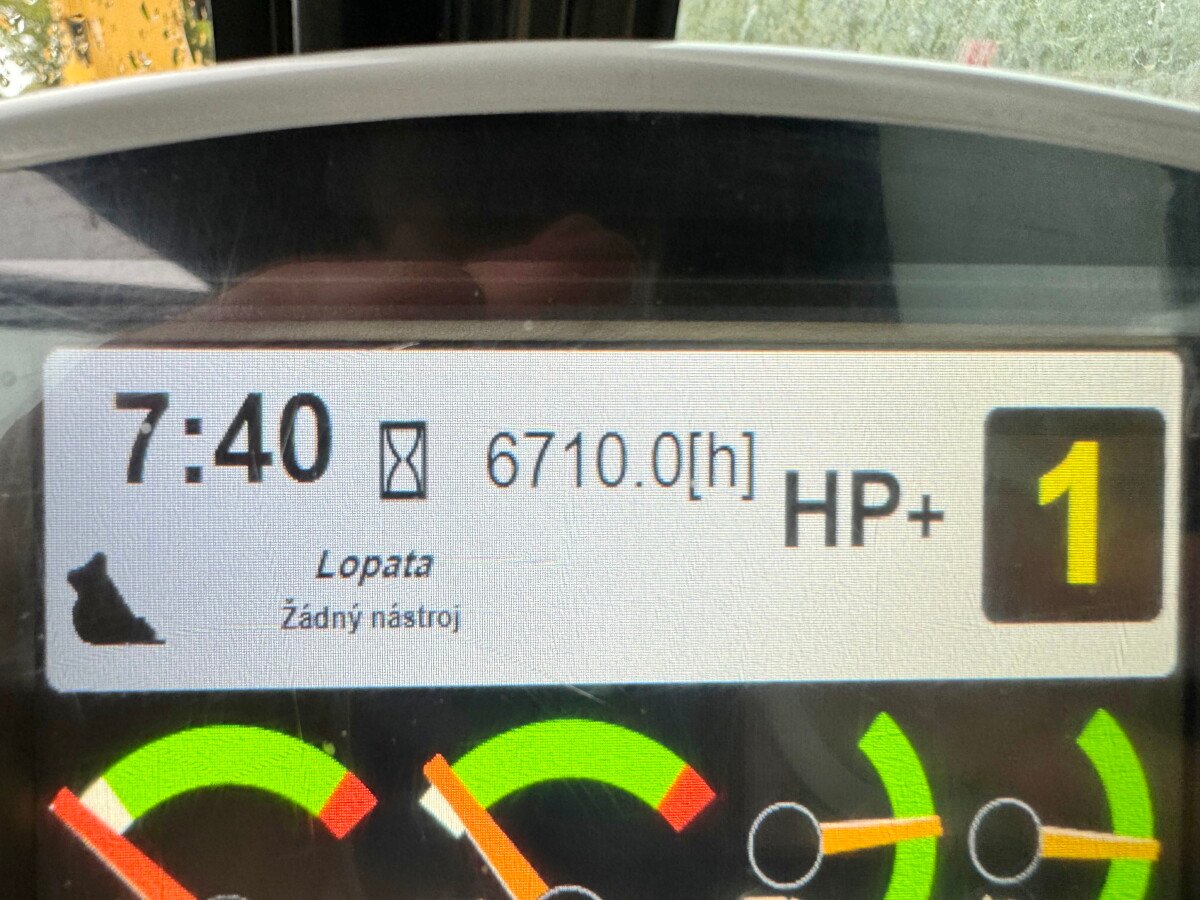 7:40 6710.0[h] HP+ 1
Lopata
Žádný nástroj